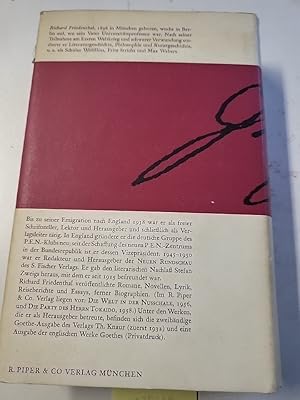 Richard Friedenthal, 1896 in München geboren, wuchs in Ber-
lin auf, wo sein Vater Universitätsprofessor war. Nach seiner
Teilnahme am Ersten Weltkrieg und schwerer Verwundung stu-
dierte er Literaturgeschichte, Philosophie und Kunstgeschichte,
u. a. als Schüler Wölfflins, Fritz Strichs und Max Webers.
Bis zu seiner Emigration nach England 1938 war er als freier
Schriftsteller, Lektor und Herausgeber und schließlich als Ver-
lagsleiter tätig. In England gründete er die deutsche Gruppe des
P.E.N.-Klubs neu; seit der Schaffung des neuen P.E.N.-Zentrums
in der Bundesrepublik ist er dessen Vizepräsident. 1945-1950
war er Redakteur und Herausgeber der NEUEN RUNDSCHAU
des S. Fischer Verlags. Er gab den literarischen Nachlaß Stefan
Zweigs heraus, mit dem er seit 1925 befreundet war.
Richard Friedenthal veröffentlichte Romane, Novellen, Lyrik,
Reiseberichte und Essays, ferner Biographien. (Im R. Piper
& Co. Verlag liegen vor: DIE WELT IN DER NUSSCHALE, 1956,
und DIE PARTY DES HERRN TOKAIDO, 1958.) Unter den Werken,
die er als Herausgeber betreute, befinden sich die zweibändige
Goethe-Ausgabe des Verlags Th. Knaur (zuerst 1932) und eine
Ausgabe der englischen Werke Goethes (Privatdruck).
R. PIPER & CO VERLAG MÜNCHEN